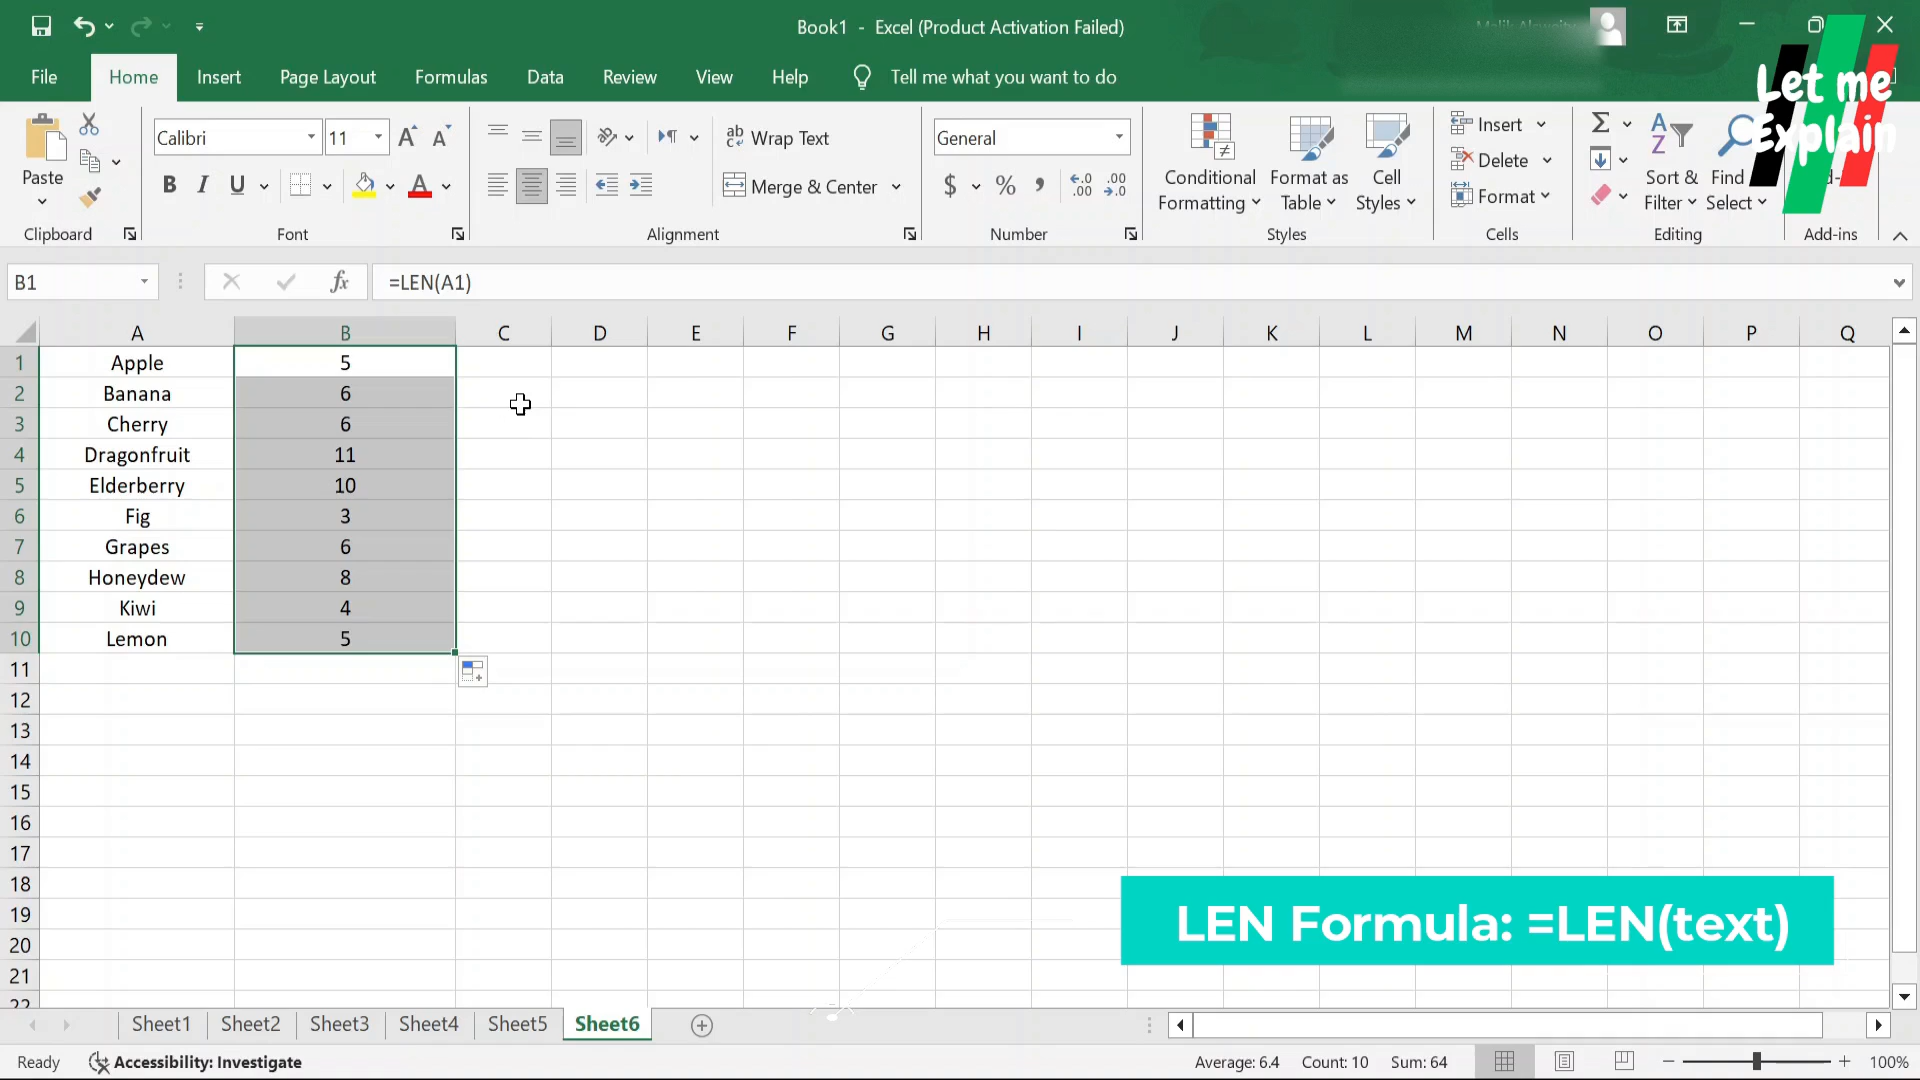 Book1 - Excel (Product Activation Failed)
File Home Insert Page Layout Formulas Data Review View Help Tell me what you want to do
Let me
Explain
Paste
Clipboard
Calibri 11
B I U
Font
Wrap Text
Merge & Center
Alignment
General
$ % 9
Number
Conditional
Formatting
Format as
Table
Cell
Styles
Styles
Insert
Delete
Format
Cells
Sort &
Filter
Find
Select
Editing
Add-ins
B1 fx =LEN(A1)
A B C D E F G H I J K L M N O P Q
1 Apple 5
2 Banana 6
3 Cherry 6
4 Dragonfruit 11
5 Elderberry 10
6 Fig 3
7 Grapes 6
8 Honeydew 8
9 Kiwi 4
10 Lemon 5
11
12
13
14
15
16
17
18
19
20
21
22
LEN Formula: =LEN(text)
Sheet1 Sheet2 Sheet3 Sheet4 Sheet5 Sheet6
Ready Accessibility: Investigate Average: 6.4 Count: 10 Sum: 64 100%